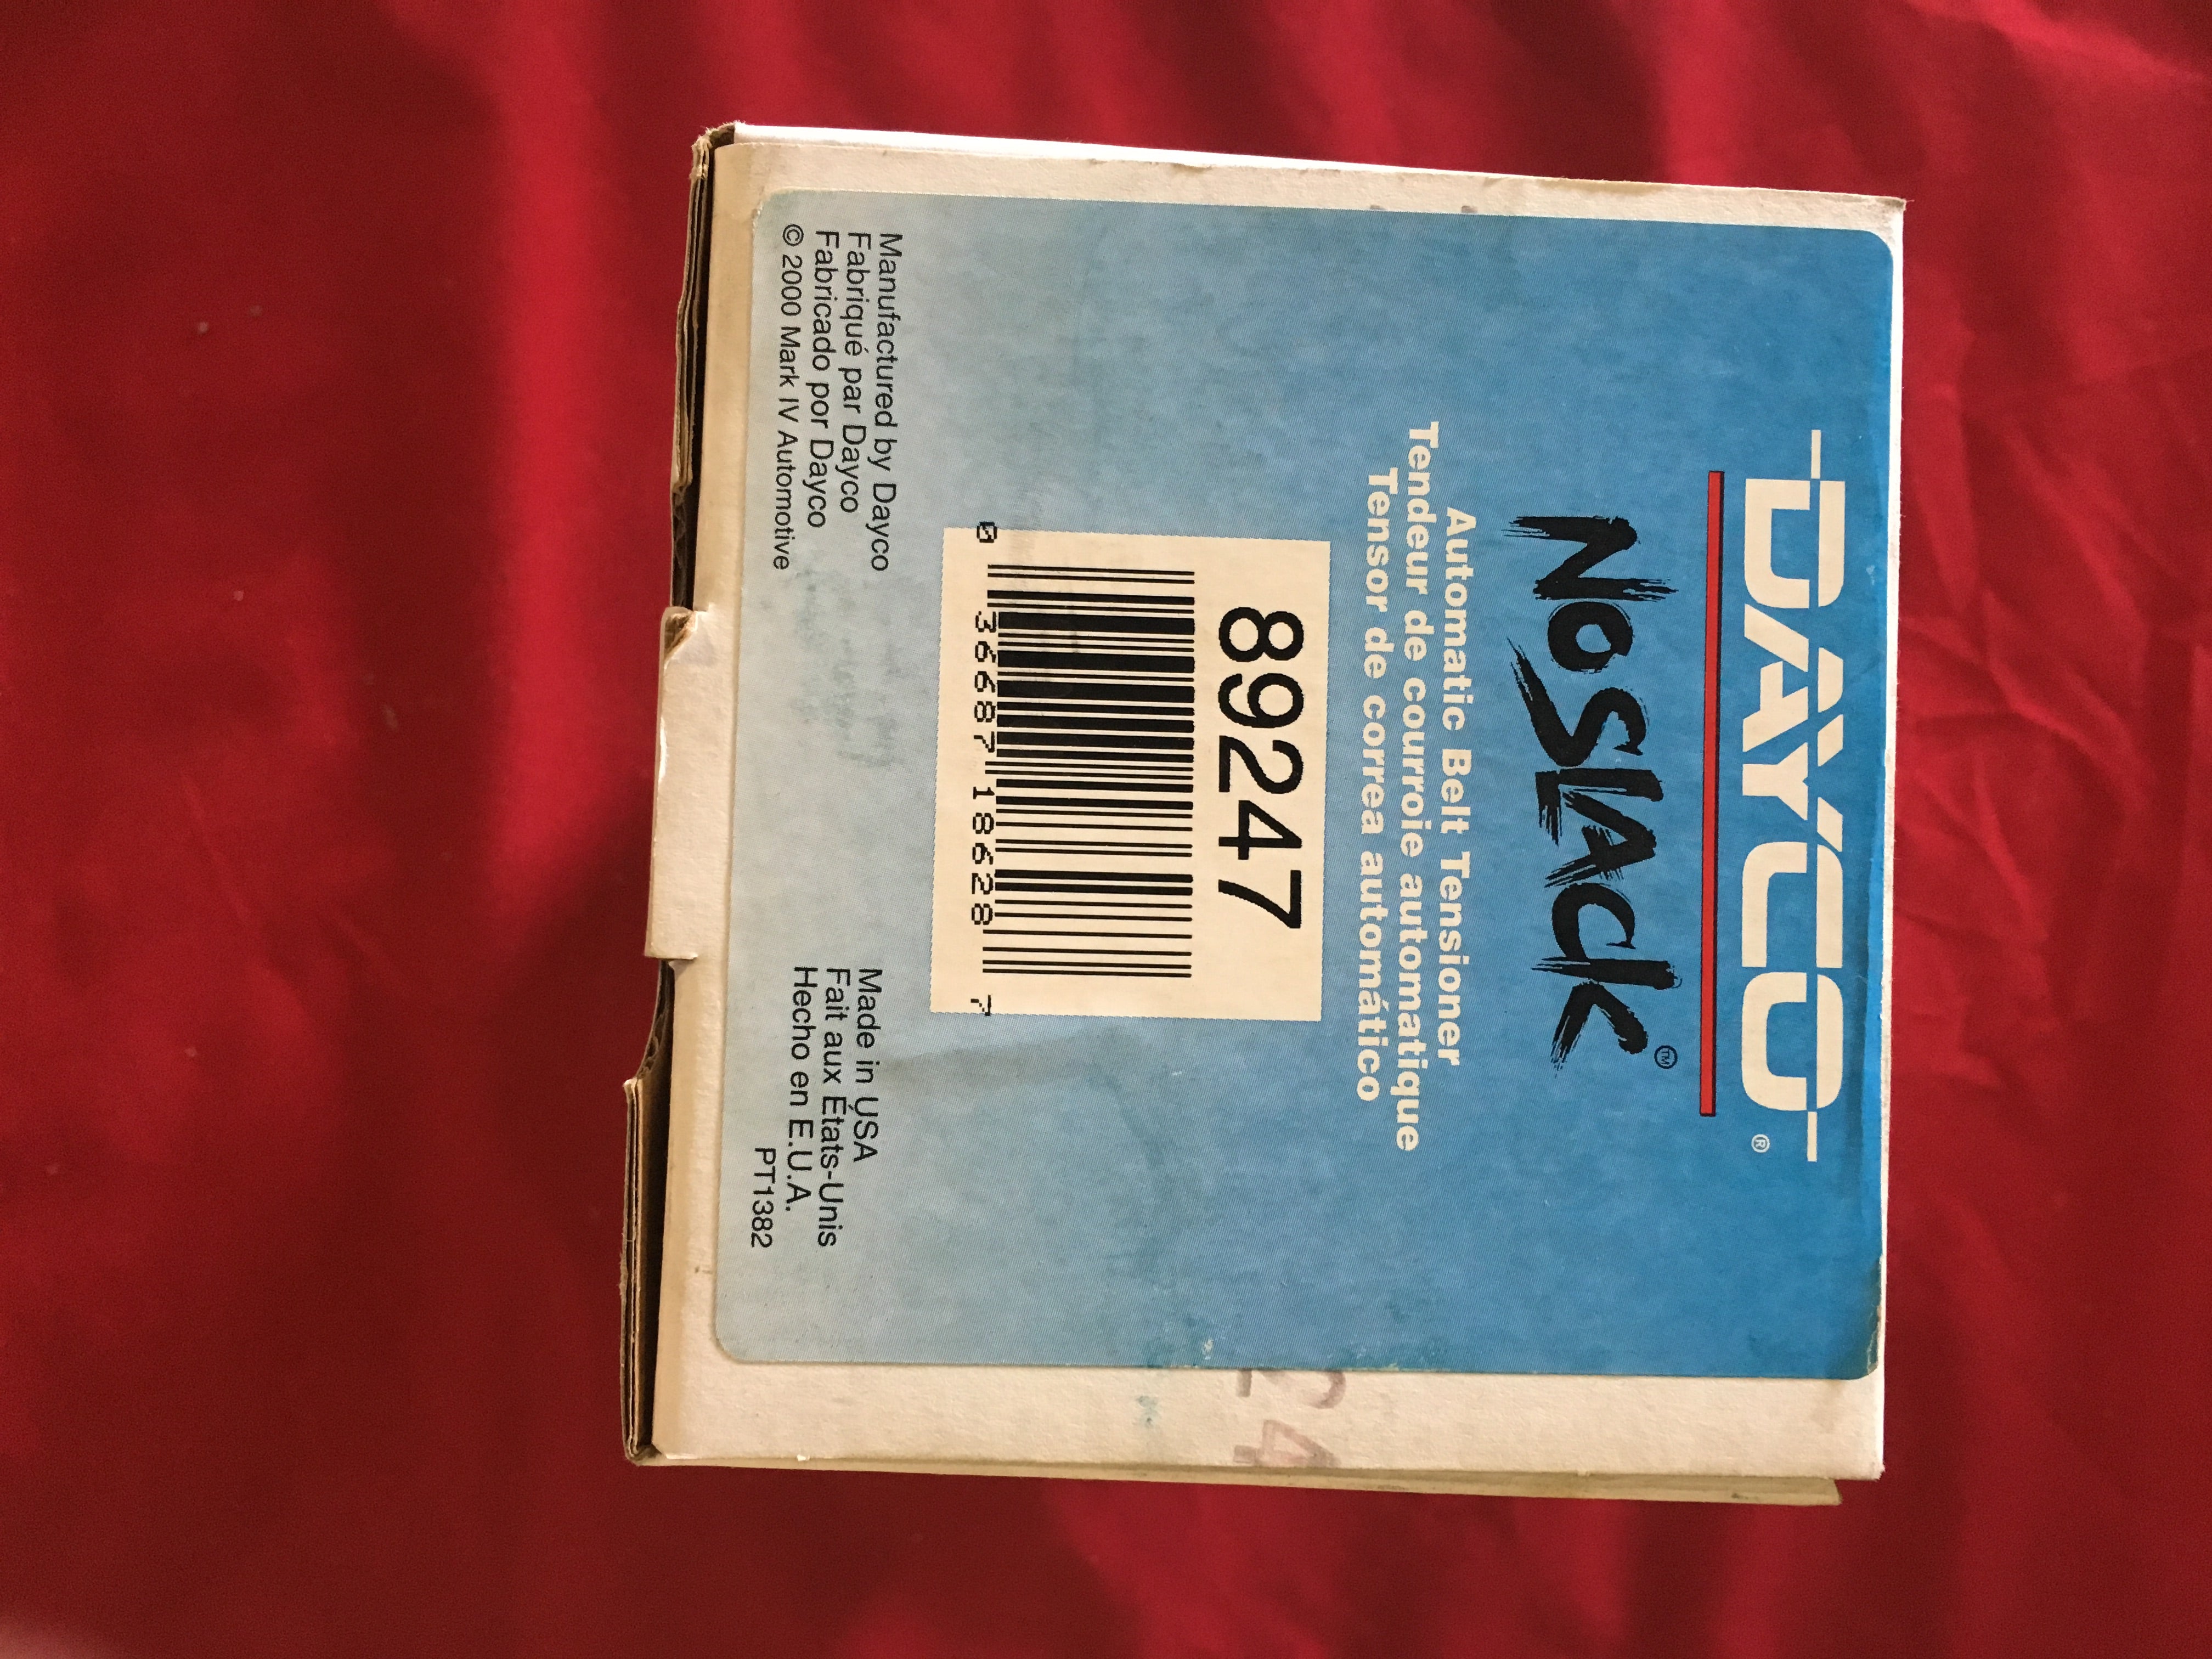 DAYCO®
NO SLACK™
Automatic Belt Tensioner
Tendeur de courroie automatique
Tensor de correa automático
89247
0 36687 18628 7
Manufactured by Dayco
Fabriqué par Dayco
Fabricado por Dayco
© 2000 Mark IV Automotive
Made in USA
Fait aux États-Unis
Hecho en E.U.A.
PT1382